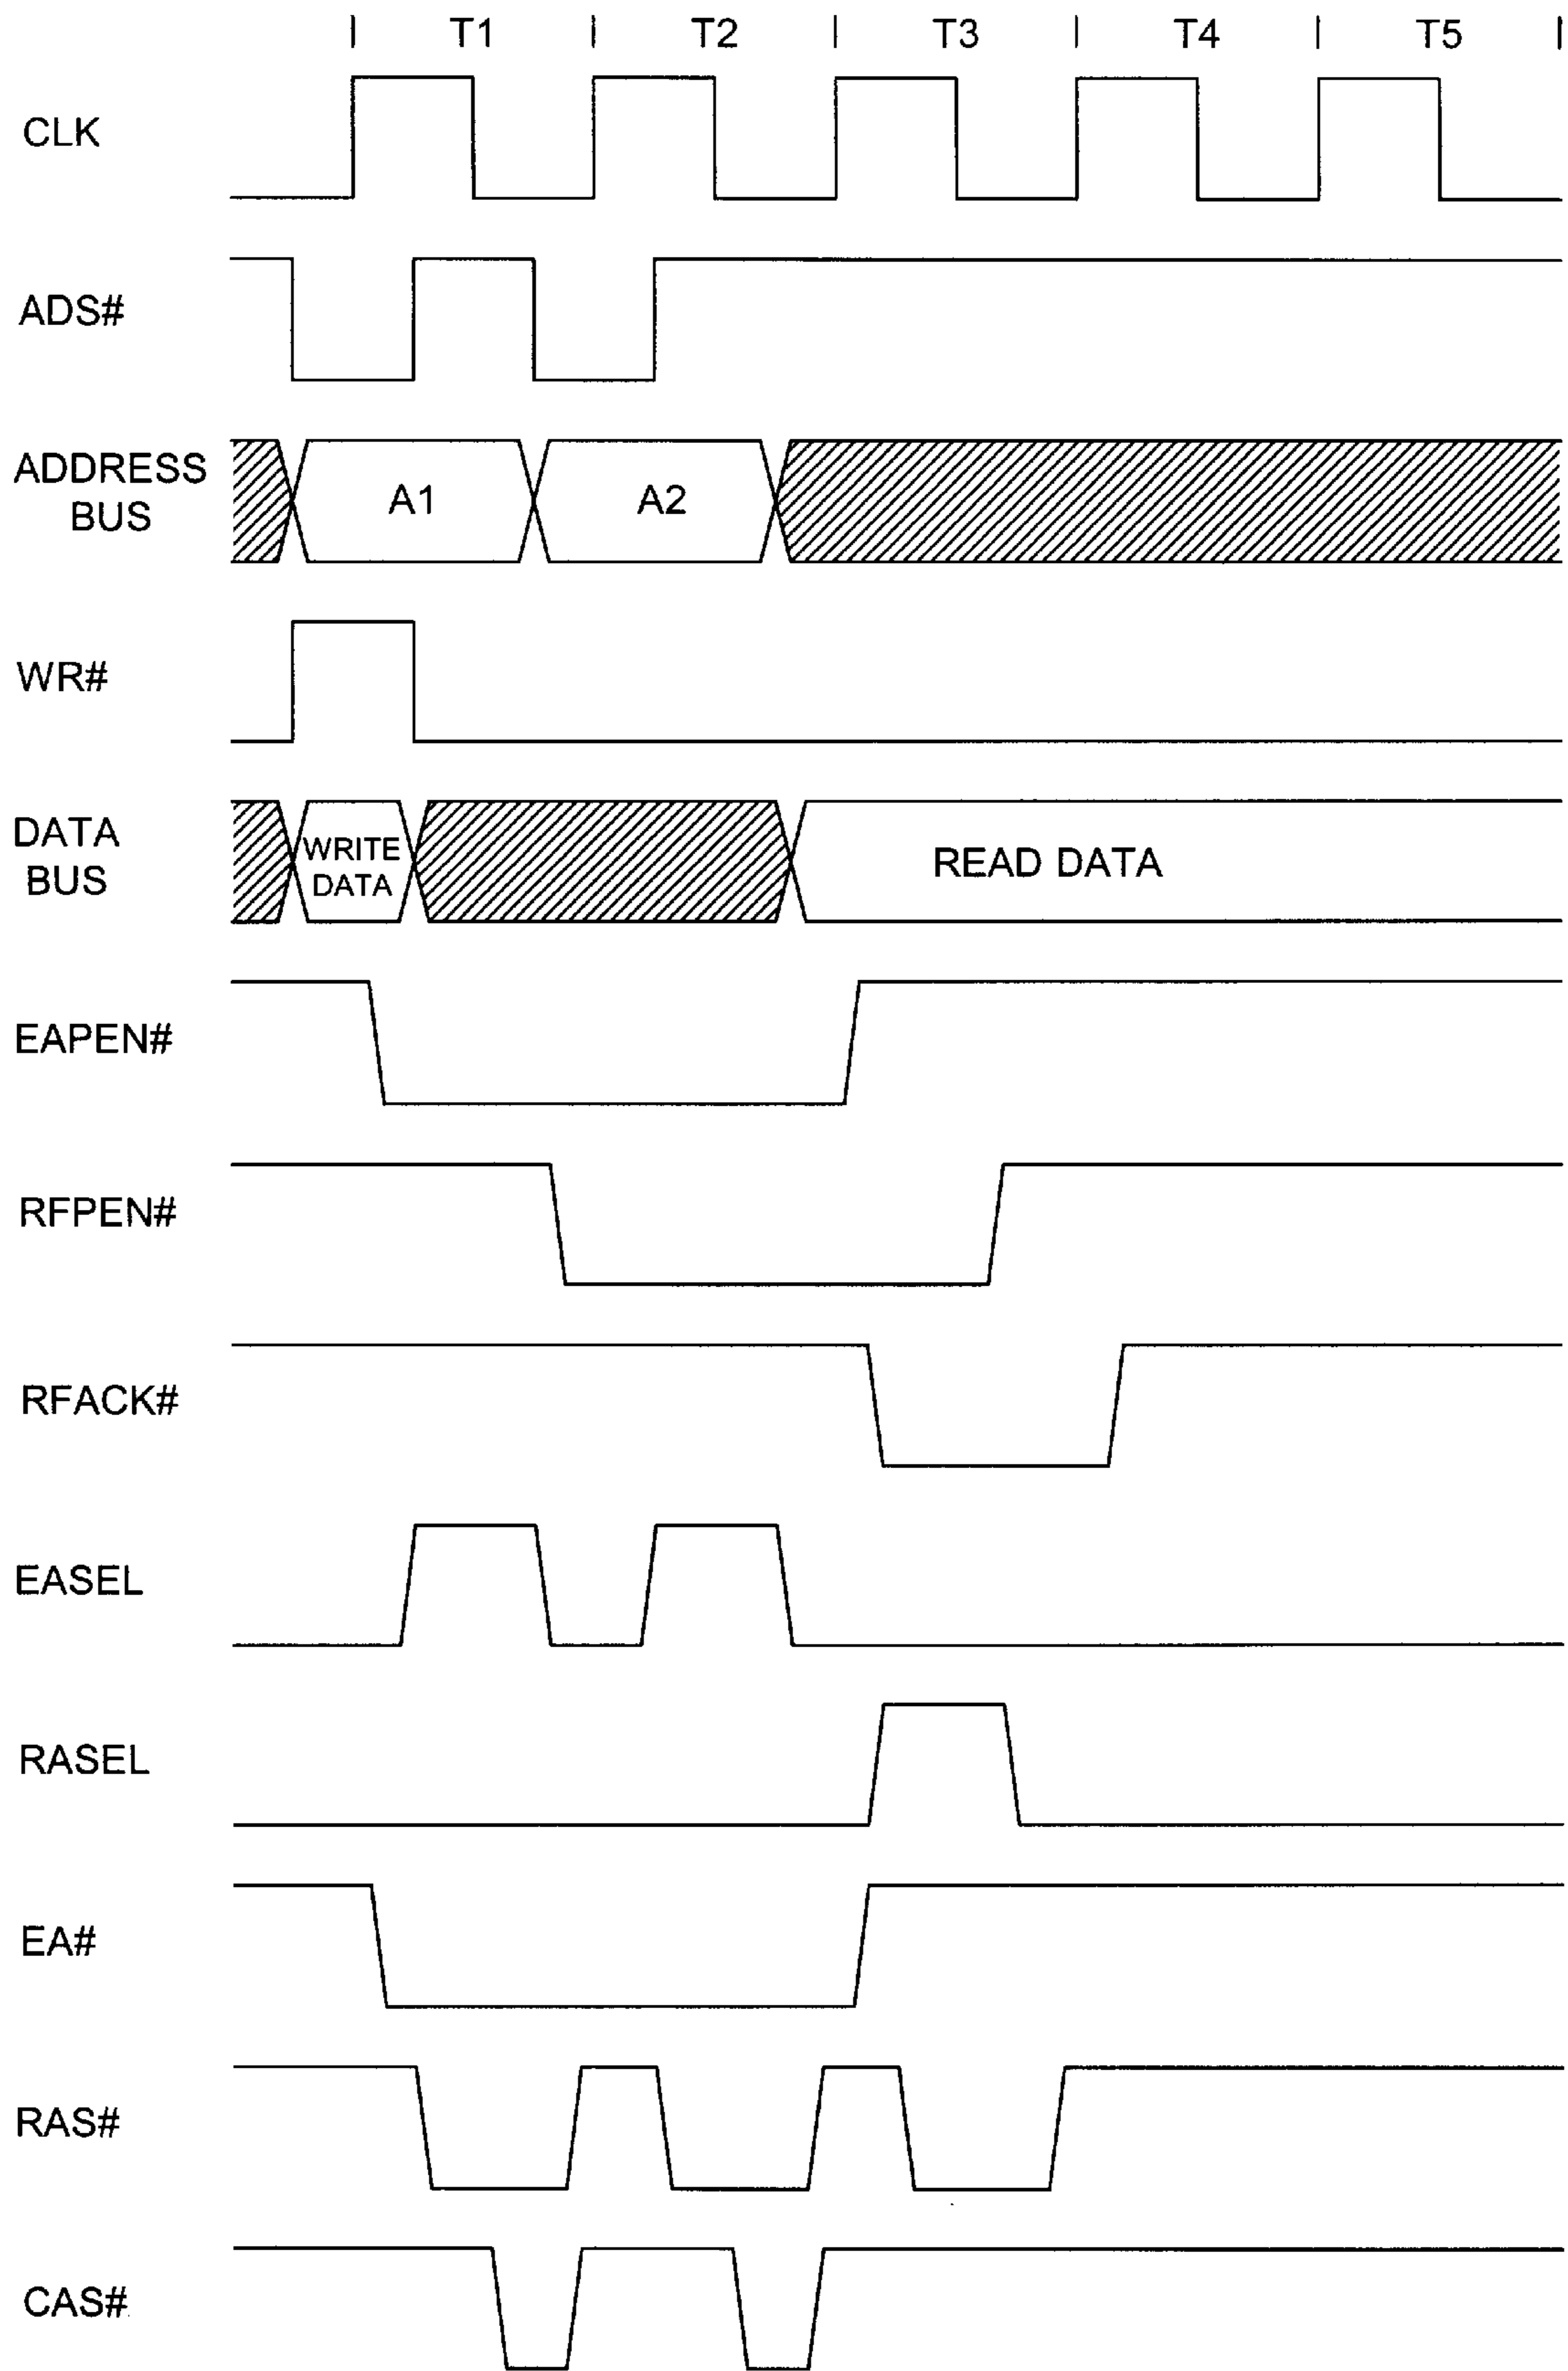 | T1 | T2 | T3 | T4 | T5 |
CLK
ADS#
ADDRESS
BUS
A1 A2
WR#
DATA
BUS
WRITE
DATA
READ DATA
EAPEN#
RFPEN#
RFACK#
EASEL
RASEL
EA#
RAS#
CAS#